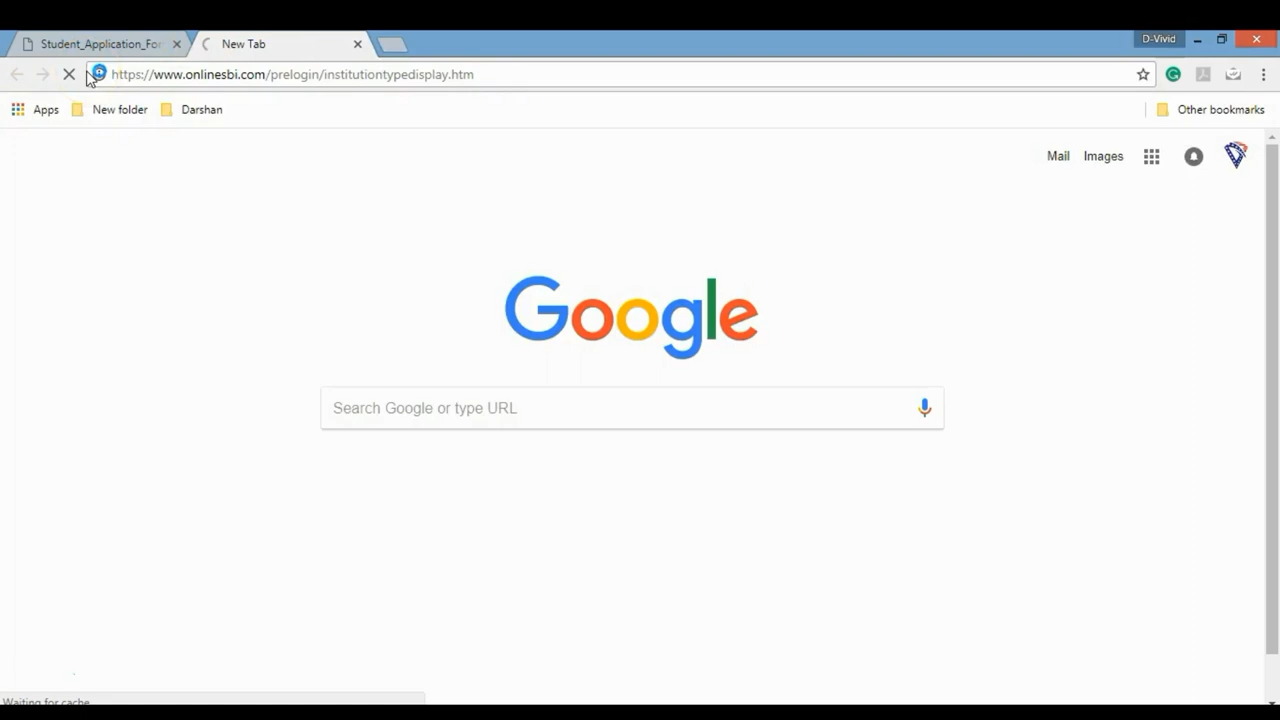 Student_Application_For
New Tab
D-Vivid
https://www.onlinesbi.com/prelogin/institutiontypedisplay.htm
Apps
New folder
Darshan
Other bookmarks
Mail
Images
Google
Search Google or type URL
Waiting for cache